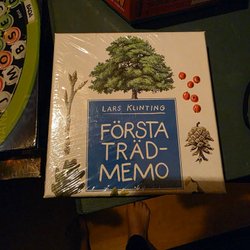 LARS KLINTING
FÖRSTA
TRÄD-
MEMO